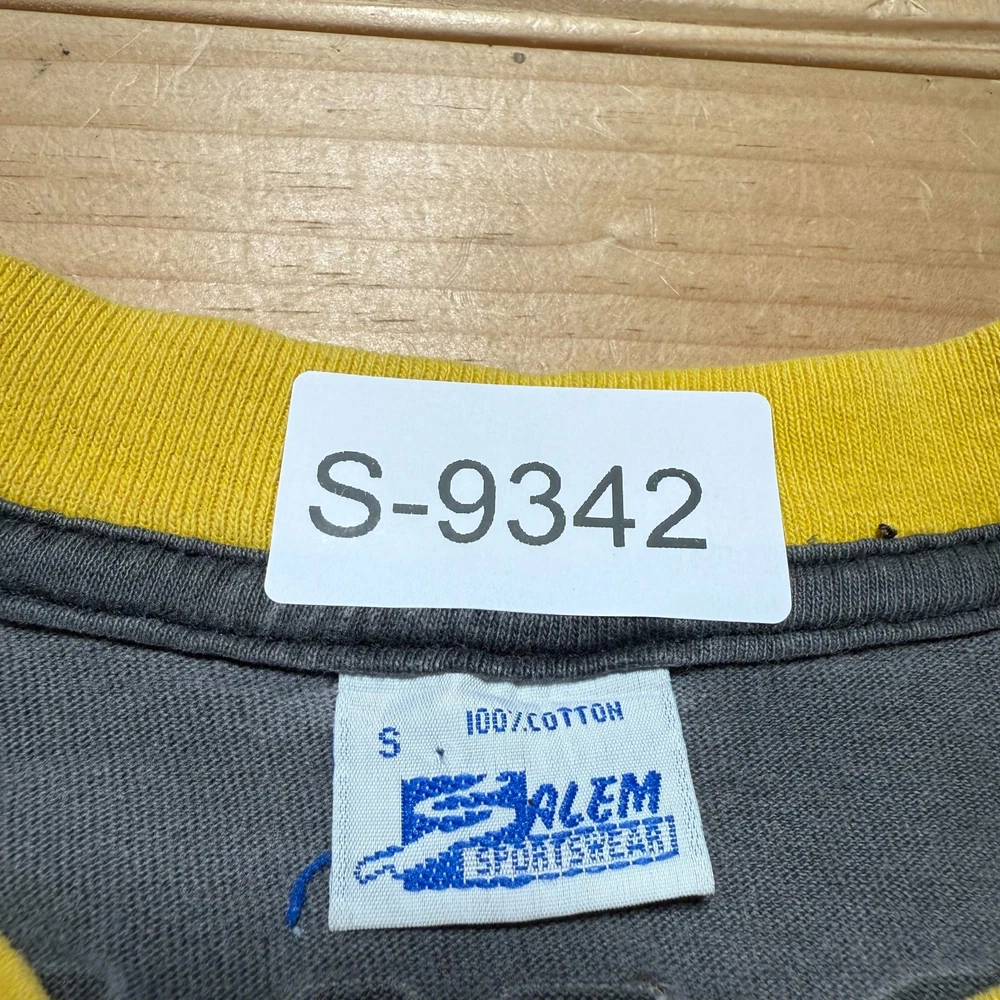 S-9342
100% COTTON
S
SALEM
SPORTSWEAR